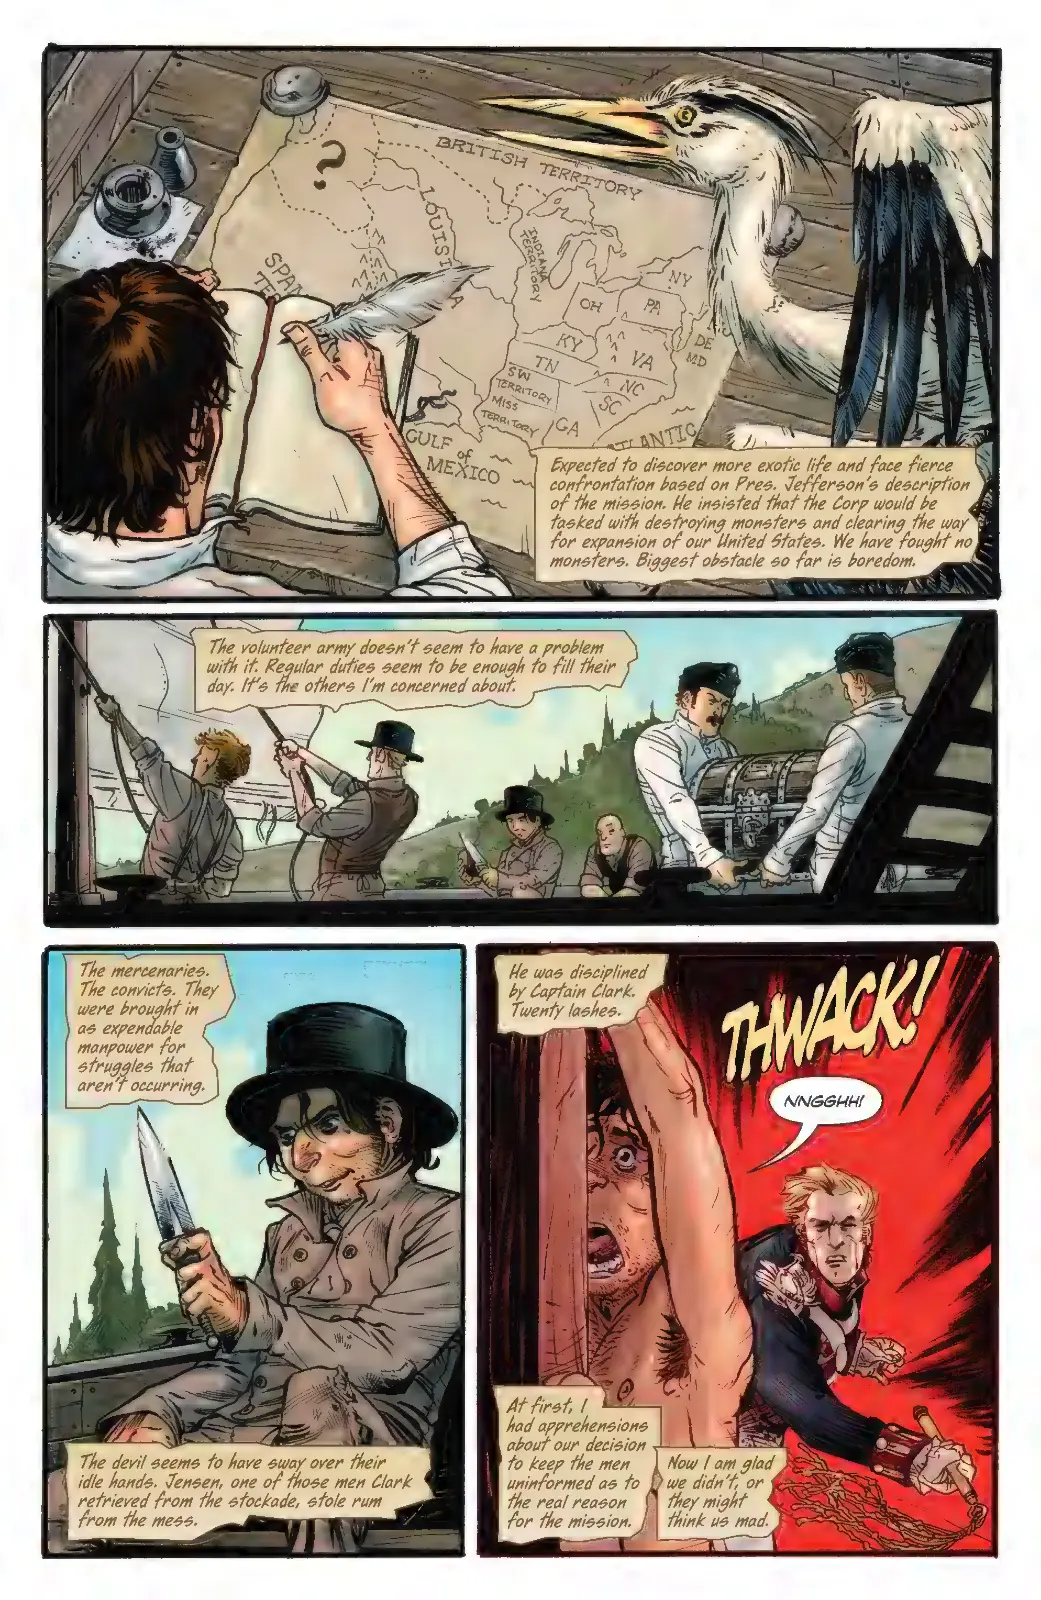 ?
BRITISH TERRITORY
LOUISI
A
SPAN
TE
INDIANA
TERRITORY
NY
OH
PA
DE
MD
KY
VA
TN
NC
SC
SW
TERRITORY
MISS
TERRITORY
GA
GULF
of
MEXICO
ATLANTIC
Expected to discover more exotic life and face fierce
confrontation based on Pres. Jefferson's description
of the mission. He insisted that the Corp would be
tasked with destroying monsters and clearing the way
for expansion of our United States. We have fought no
monsters. Biggest obstacle so far is boredom.
The volunteer army doesn't seem to have a problem
with it. Regular duties seem to be enough to fill their
day. It's the others I'm concerned about.
The mercenaries.
The convicts. They
were brought in
as expendable
manpower for
struggles that
aren't occurring.
The devil seems to have sway over their
idle hands. Jensen, one of those men Clark
retrieved from the stockade, stole rum
from the mess.
He was disciplined
by Captain Clark.
Twenty lashes.
THWACK!
NNGGHH!
At first, I
had apprehensions
about our decision
to keep the men
uninformed as to
the real reason
for the mission.
Now I am glad
we didn't, or
they might
think us mad.